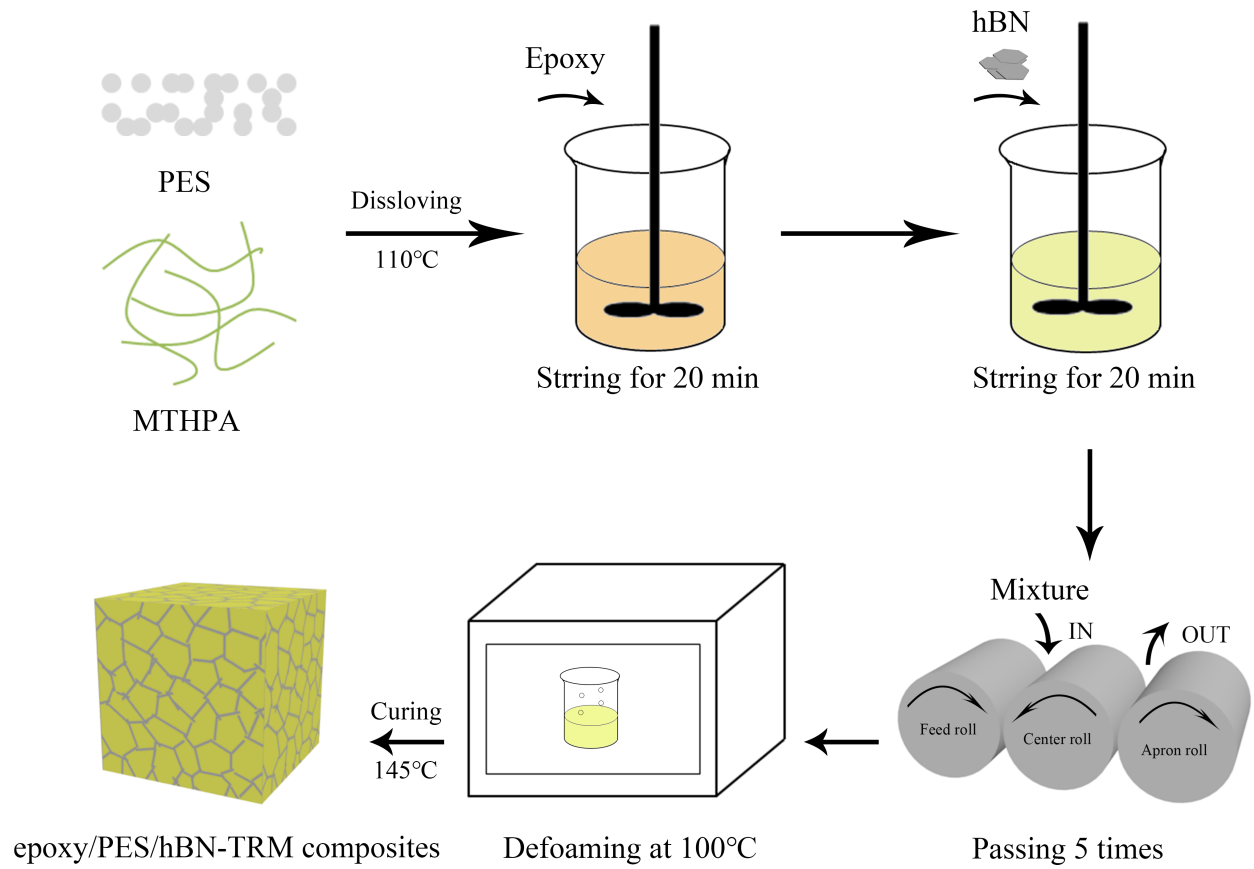 PES
MTHPA
Dissloving
110℃
Epoxy
Strring for 20 min
hBN
Strring for 20 min
Mixture
IN
OUT
Feed roll
Center roll
Apron roll
Passing 5 times
Defoaming at 100℃
Curing
145℃
epoxy/PES/hBN-TRM composites